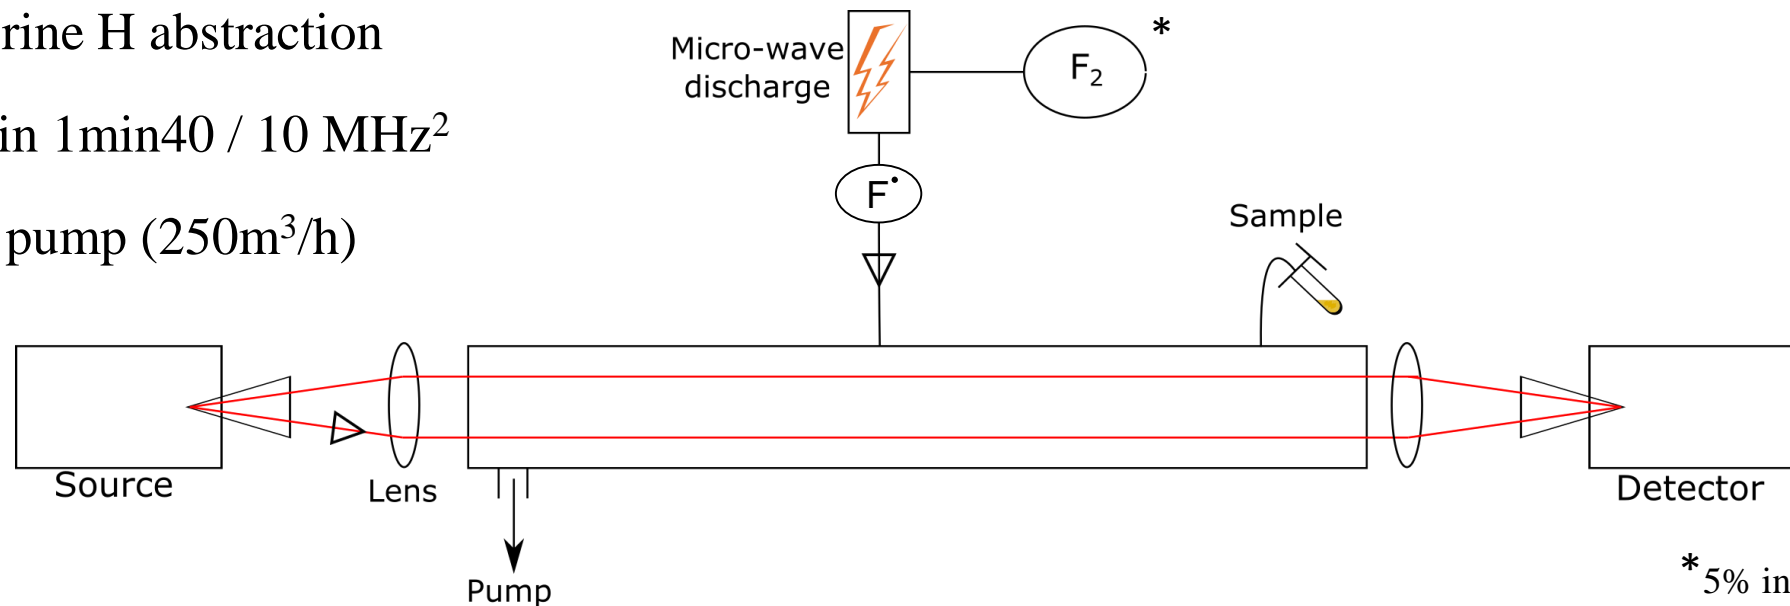 rine H abstraction
in 1min40 / 10 MHz²
pump (250m³/h)
Micro-wave
discharge
F₂
*
F•
Sample
Source
Lens
Pump
Detector
*5% in